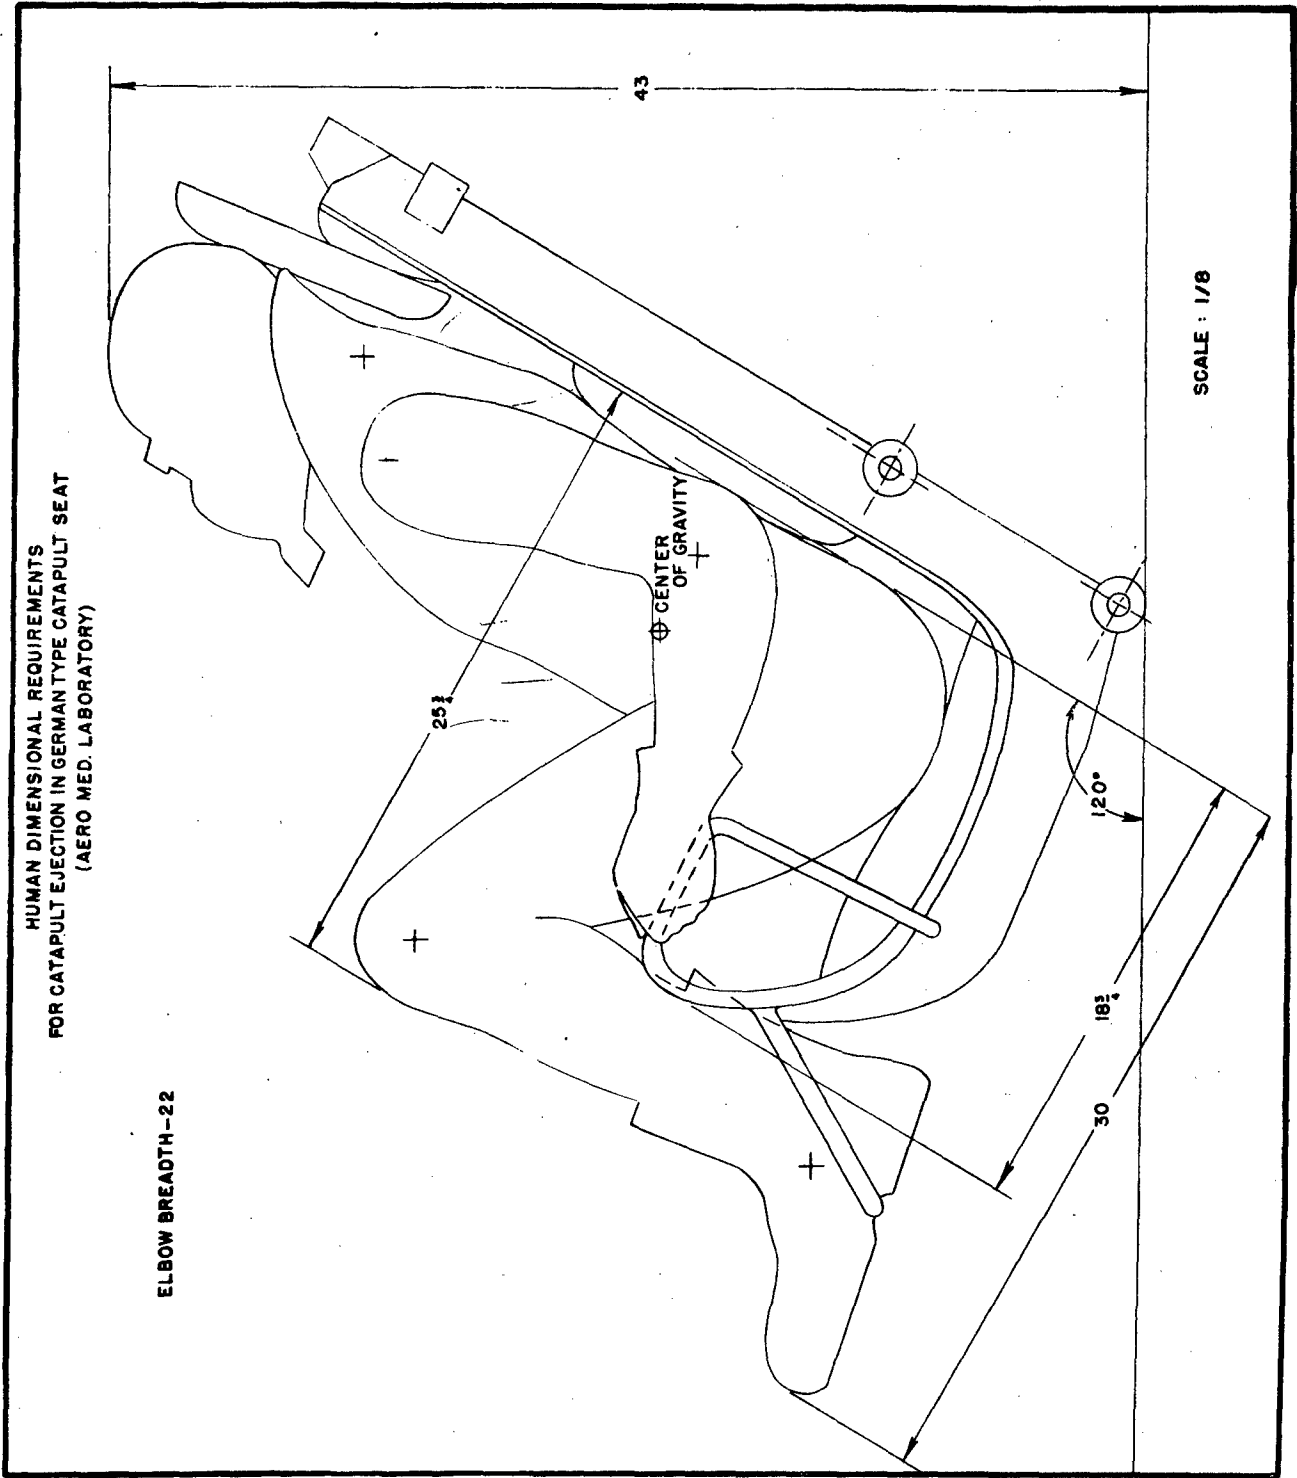 HUMAN DIMENSIONAL REQUIREMENTS
FOR CATAPULT EJECTION IN GERMAN TYPE CATAPULT SEAT
(AERO MED. LABORATORY)
ELBOW BREADTH-22
43
25¾
CENTER
OF GRAVITY
120°
18¾
30
SCALE : 1/8